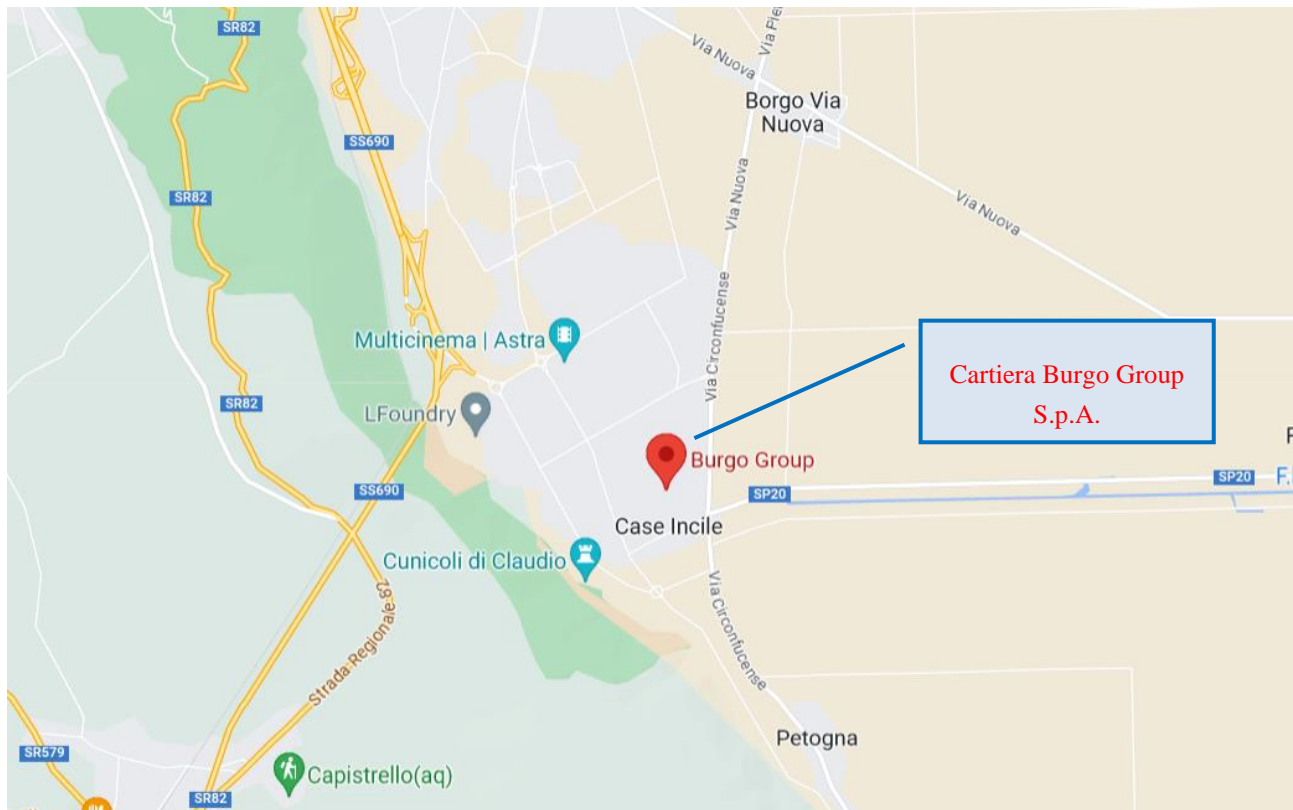 SR82
Via Nuova
Via Pie
Borgo Via
Nuova
SS690
SR82
Via Nuova
Via Nuova
Multicinema | Astra
Via Circonfucense
Cartiera Burgo Group
S.p.A.
SR82
LFoundry
Burgo Group
SS690
SP20
SP20
F.
Case Incile
Cunicoli di Claudio
Via Circonfucense
Strada Regionale 82
Petogna
SR579
Capistrello(aq)
SR82